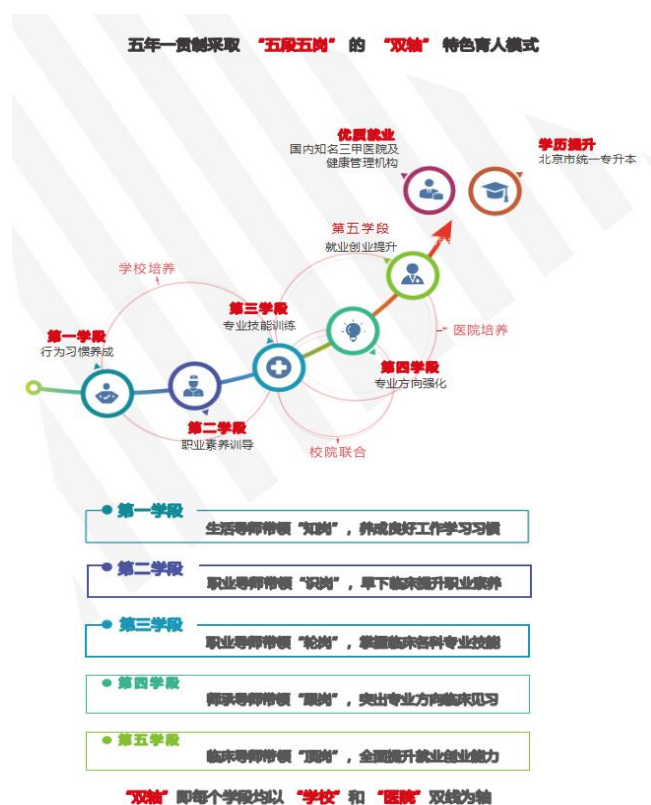 五年一贯制采取 “五段五岗” 的 “双轴” 特色育人模式
优质就业
国内知名三甲医院及
健康管理机构
学历提升
北京市统一专升本
第五学段
就业创业提升
学校培养
第三学段
专业技能训练
第一学段
行为习惯养成
医院培养
第四学段
专业方向强化
第二学段
职业素养训导
校院联合
第一学段
生活导师带领“知岗”，养成良好工作学习习惯
第二学段
职业导师带领“识岗”，早下临床提升职业素养
第三学段
职业导师带领“轮岗”，掌握临床各科专业技能
第四学段
师承导师带领“跟岗”，突出专业方向临床见习
第五学段
临床导师带领“顶岗”，全面提升就业创业能力
“双轴” 即每个学段均以 “学校” 和 “医院” 双线为轴